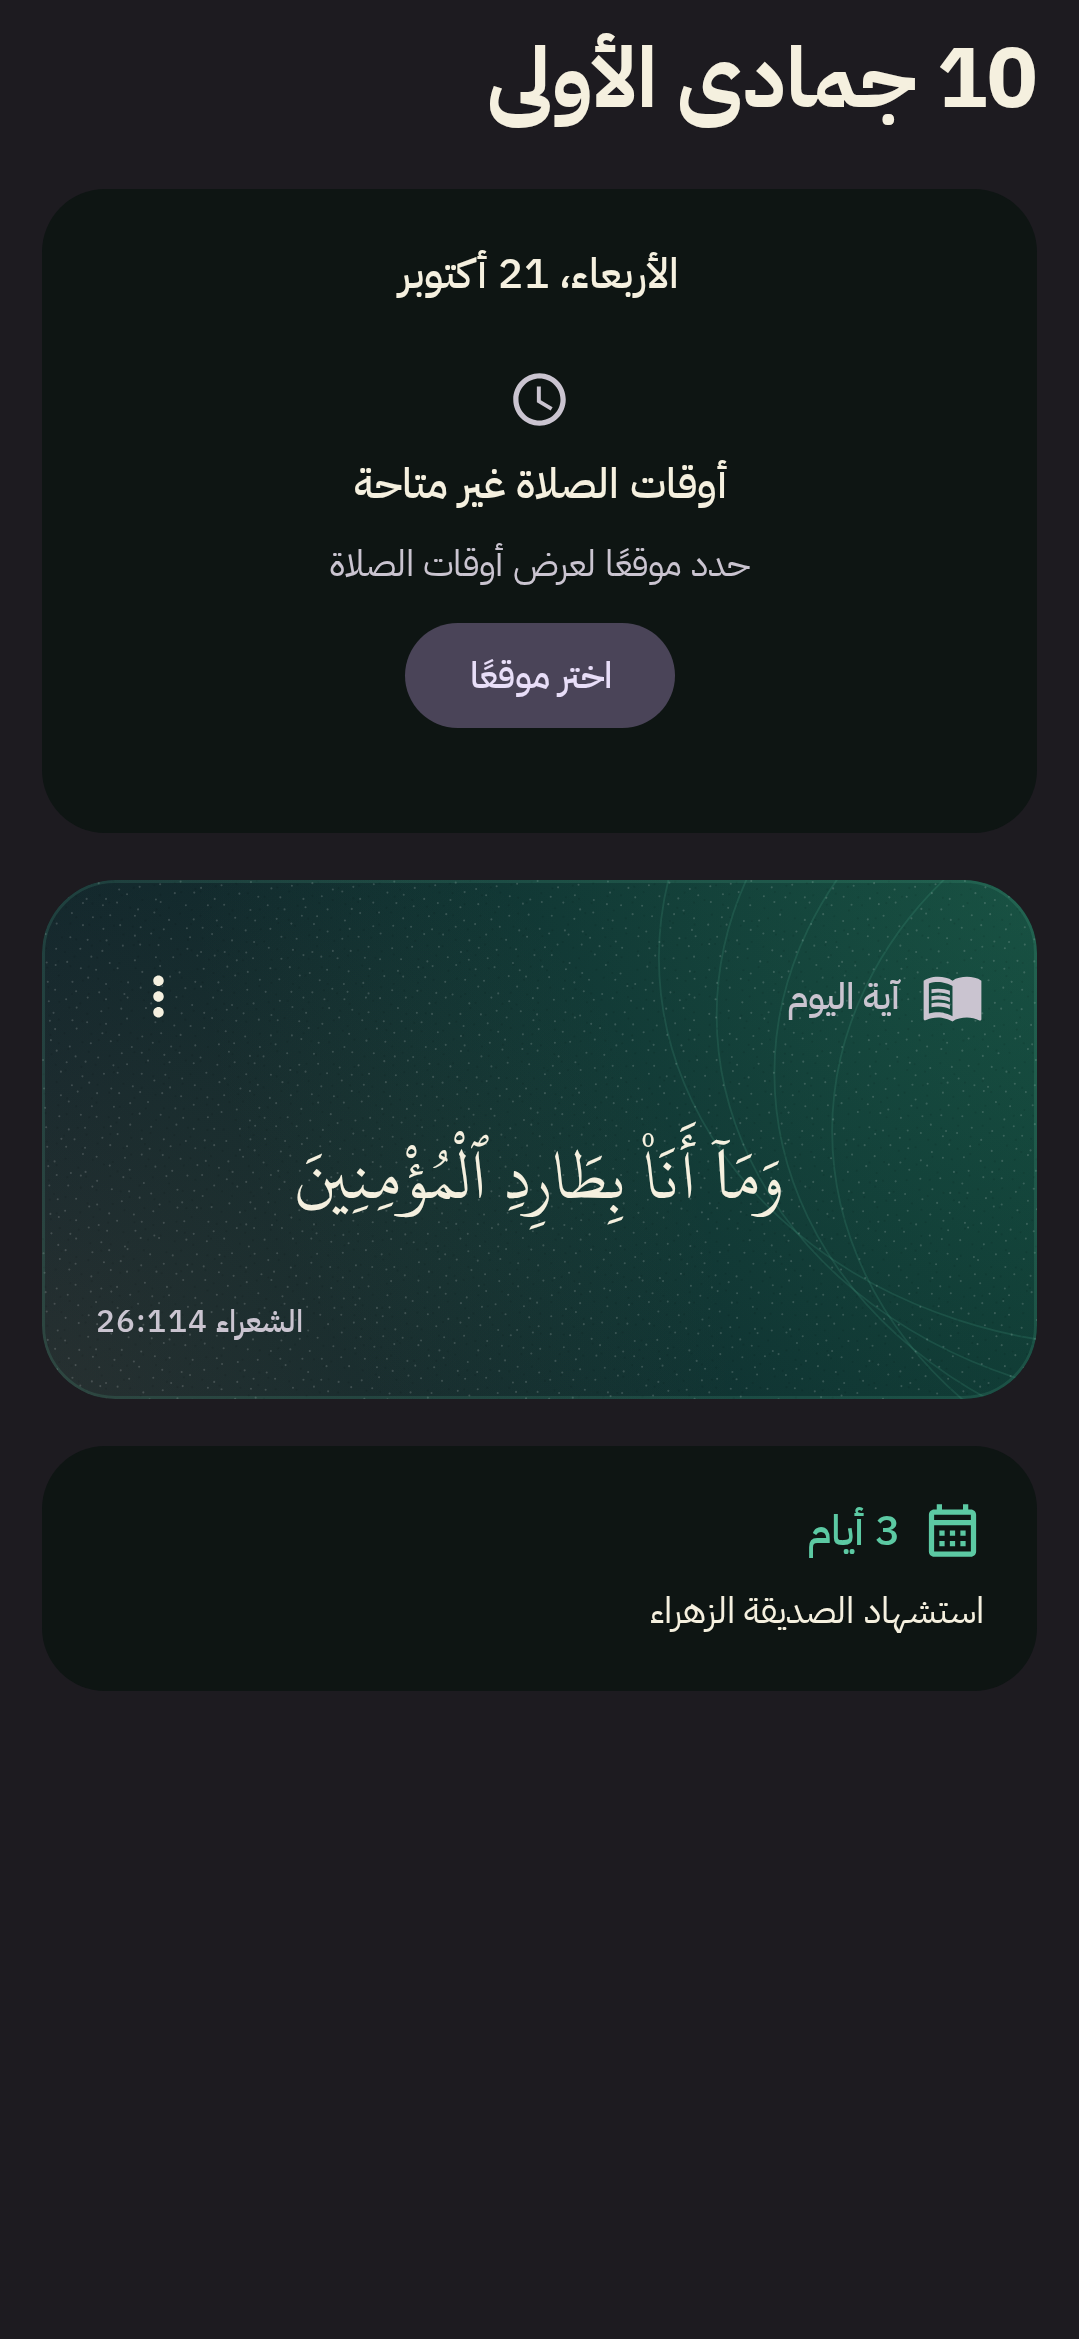 10 جمادى الأولى
الأربعاء، 21 أكتوبر
أوقات الصلاة غير متاحة
حدد موقعًا لعرض أوقات الصلاة
اختر موقعًا
آية اليوم
وَمَآ أَنَا۠ بِطَارِدِ ٱلْمُؤْمِنِينَ
الشعراء 26:114
3 أيام
استشهاد الصديقة الزهراء